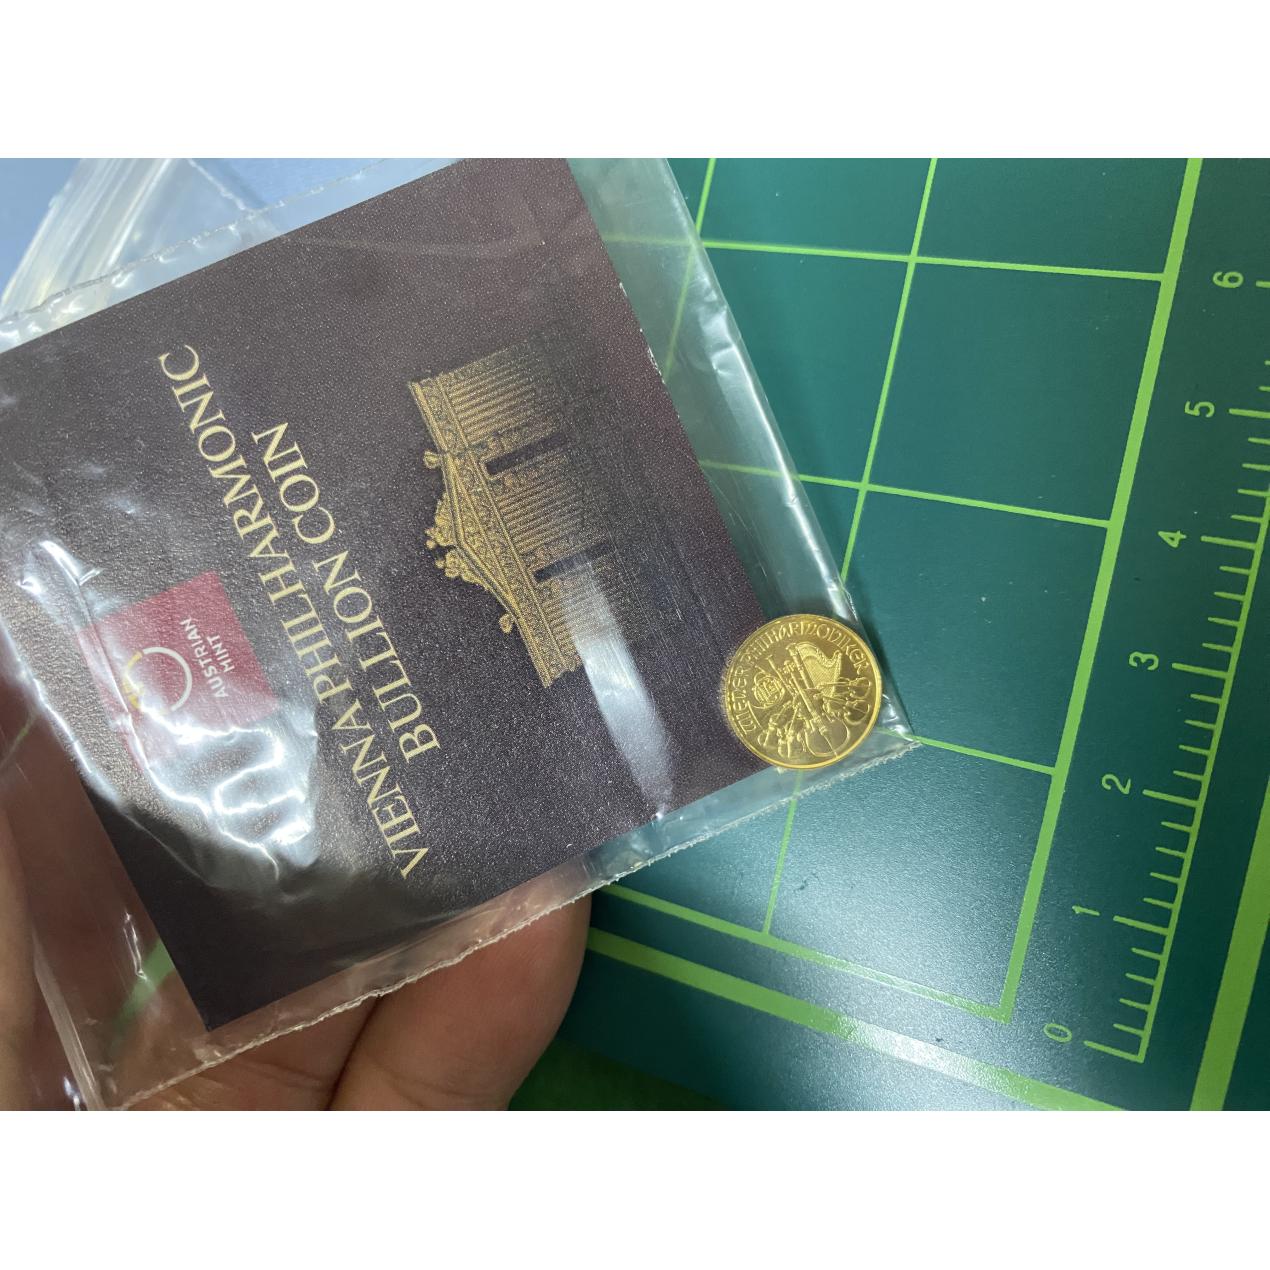 VIENNA PHILHARMONIC
BULLION COIN
AUSTRIAN
MINT
WIENER PHILHARMONIKER
6
5
4
3
2
1
0